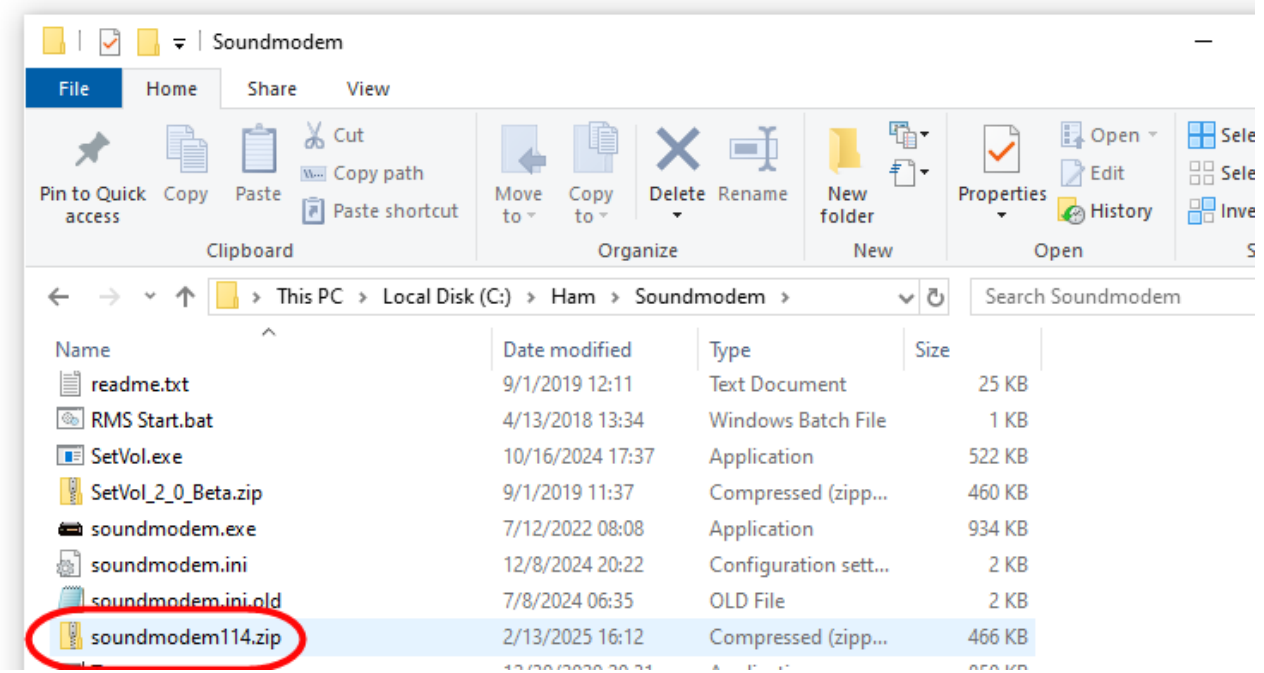 Soundmodem
File Home Share View
Pin to Quick access Copy Paste Cut Copy path Paste shortcut Move to Copy to Delete Rename New folder Properties Open Edit History
Clipboard Organize New Open
This PC > Local Disk (C:) > Ham > Soundmodem > Search Soundmodem
Name Date modified Type Size
readme.txt 9/1/2019 12:11 Text Document 25 KB
RMS Start.bat 4/13/2018 13:34 Windows Batch File 1 KB
SetVol.exe 10/16/2024 17:37 Application 522 KB
SetVol_2_0_Beta.zip 9/1/2019 11:37 Compressed (zipp... 460 KB
soundmodem.exe 7/12/2022 08:08 Application 934 KB
soundmodem.ini 12/8/2024 20:22 Configuration sett... 2 KB
soundmodem.ini.old 7/8/2024 06:35 OLD File 2 KB
soundmodem114.zip 2/13/2025 16:12 Compressed (zipp... 466 KB